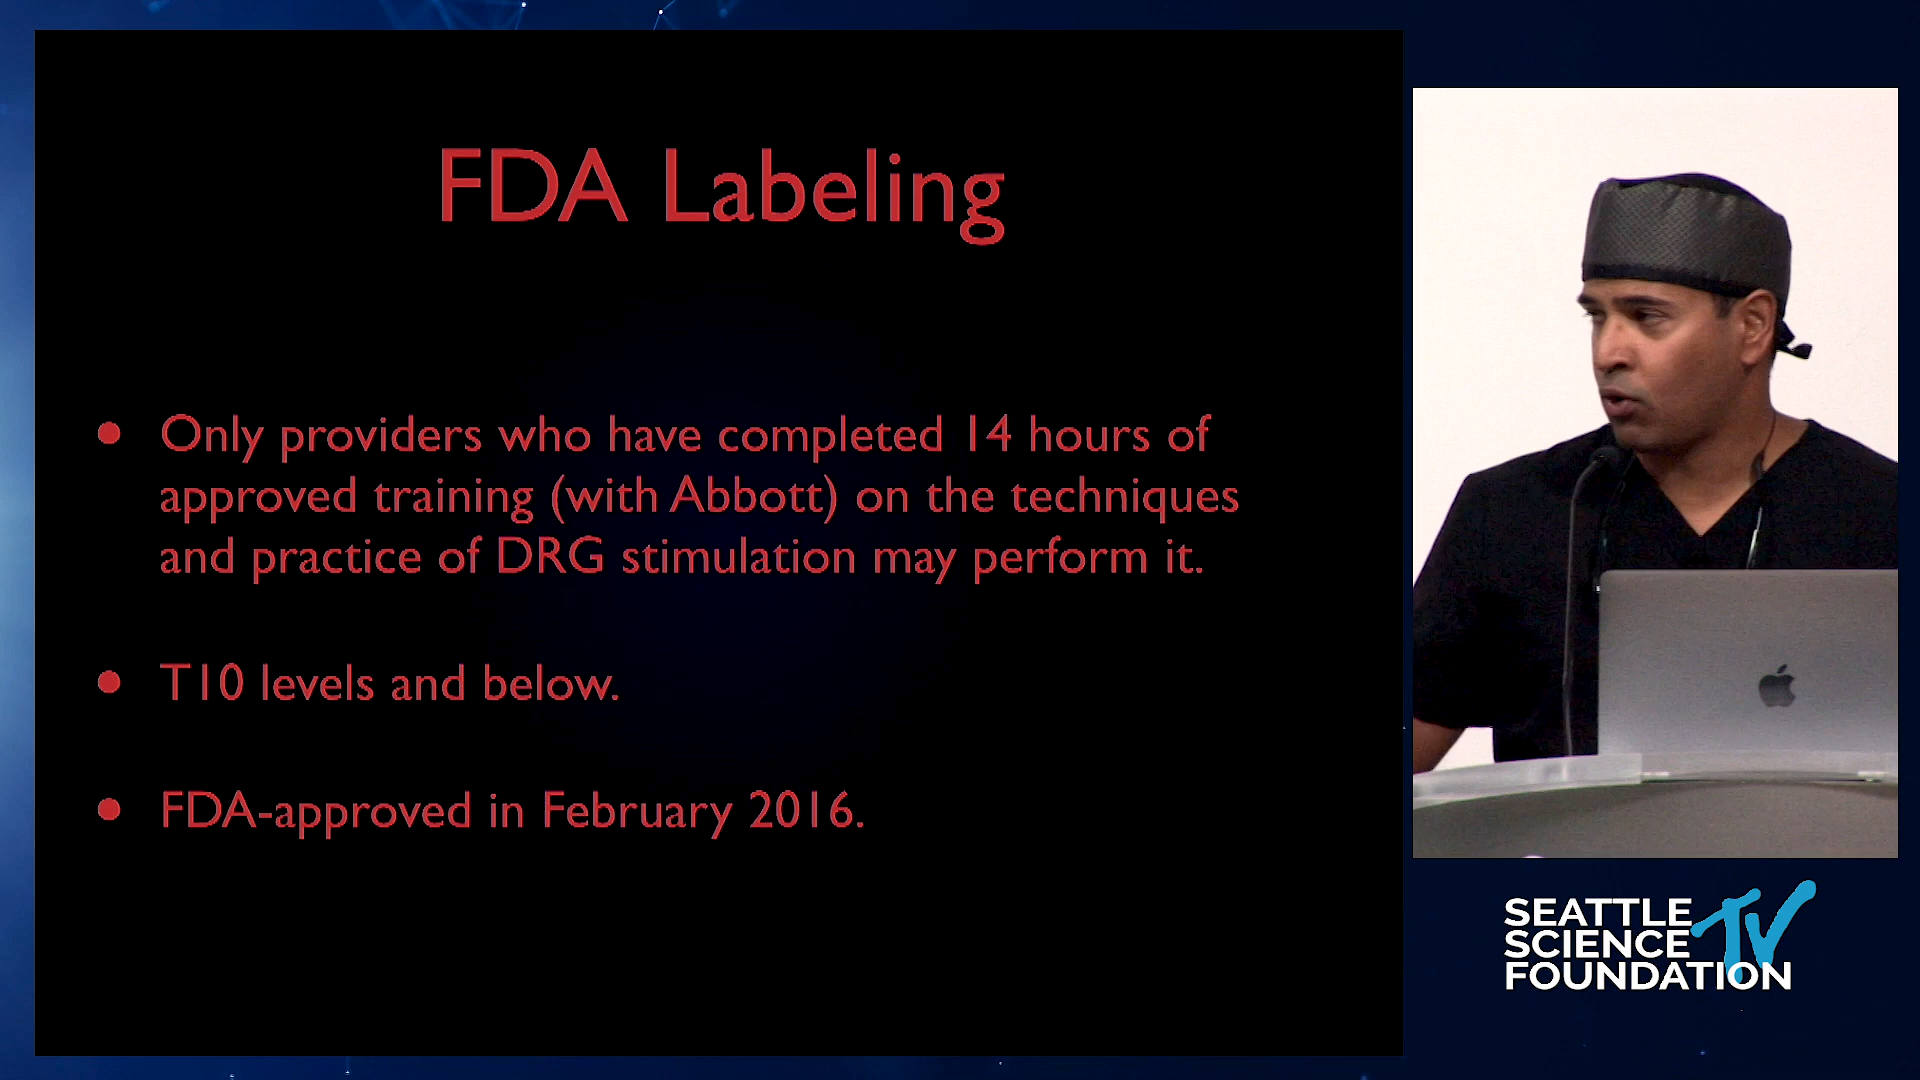 FDA Labeling
• Only providers who have completed 14 hours of
approved training (with Abbott) on the techniques
and practice of DRG stimulation may perform it.
• T10 levels and below.
• FDA-approved in February 2016.
SEATTLE
SCIENCE
FOUNDATION
TV